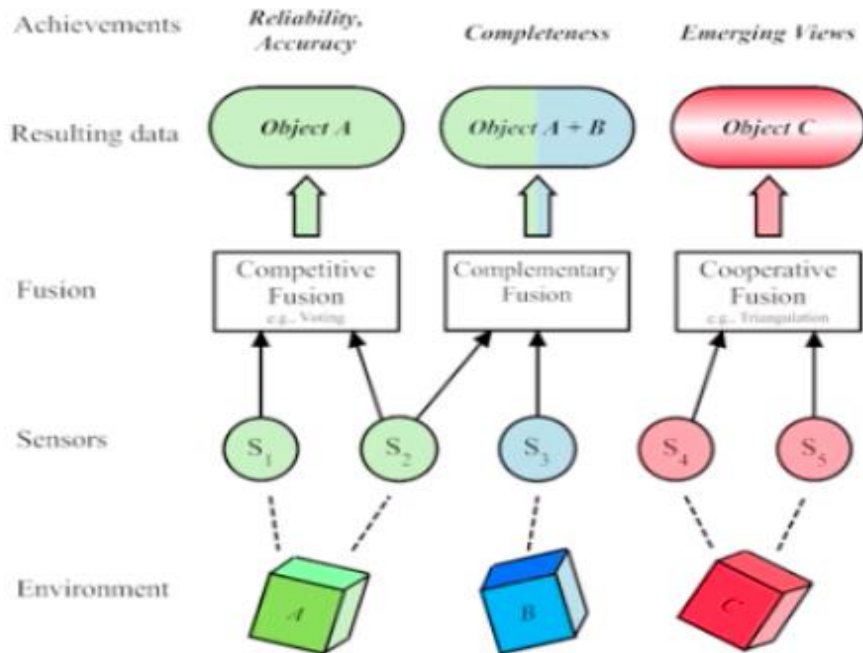 Achievements
Reliability,
Accuracy
Completeness
Emerging Views
Resulting data
Object A
Object A + B
Object C
Fusion
Competitive
Fusion
e.g., Voting
Complementary
Fusion
Cooperative
Fusion
e.g., Triangulation
Sensors
S1
S2
S3
S4
S5
Environment
A
B
C